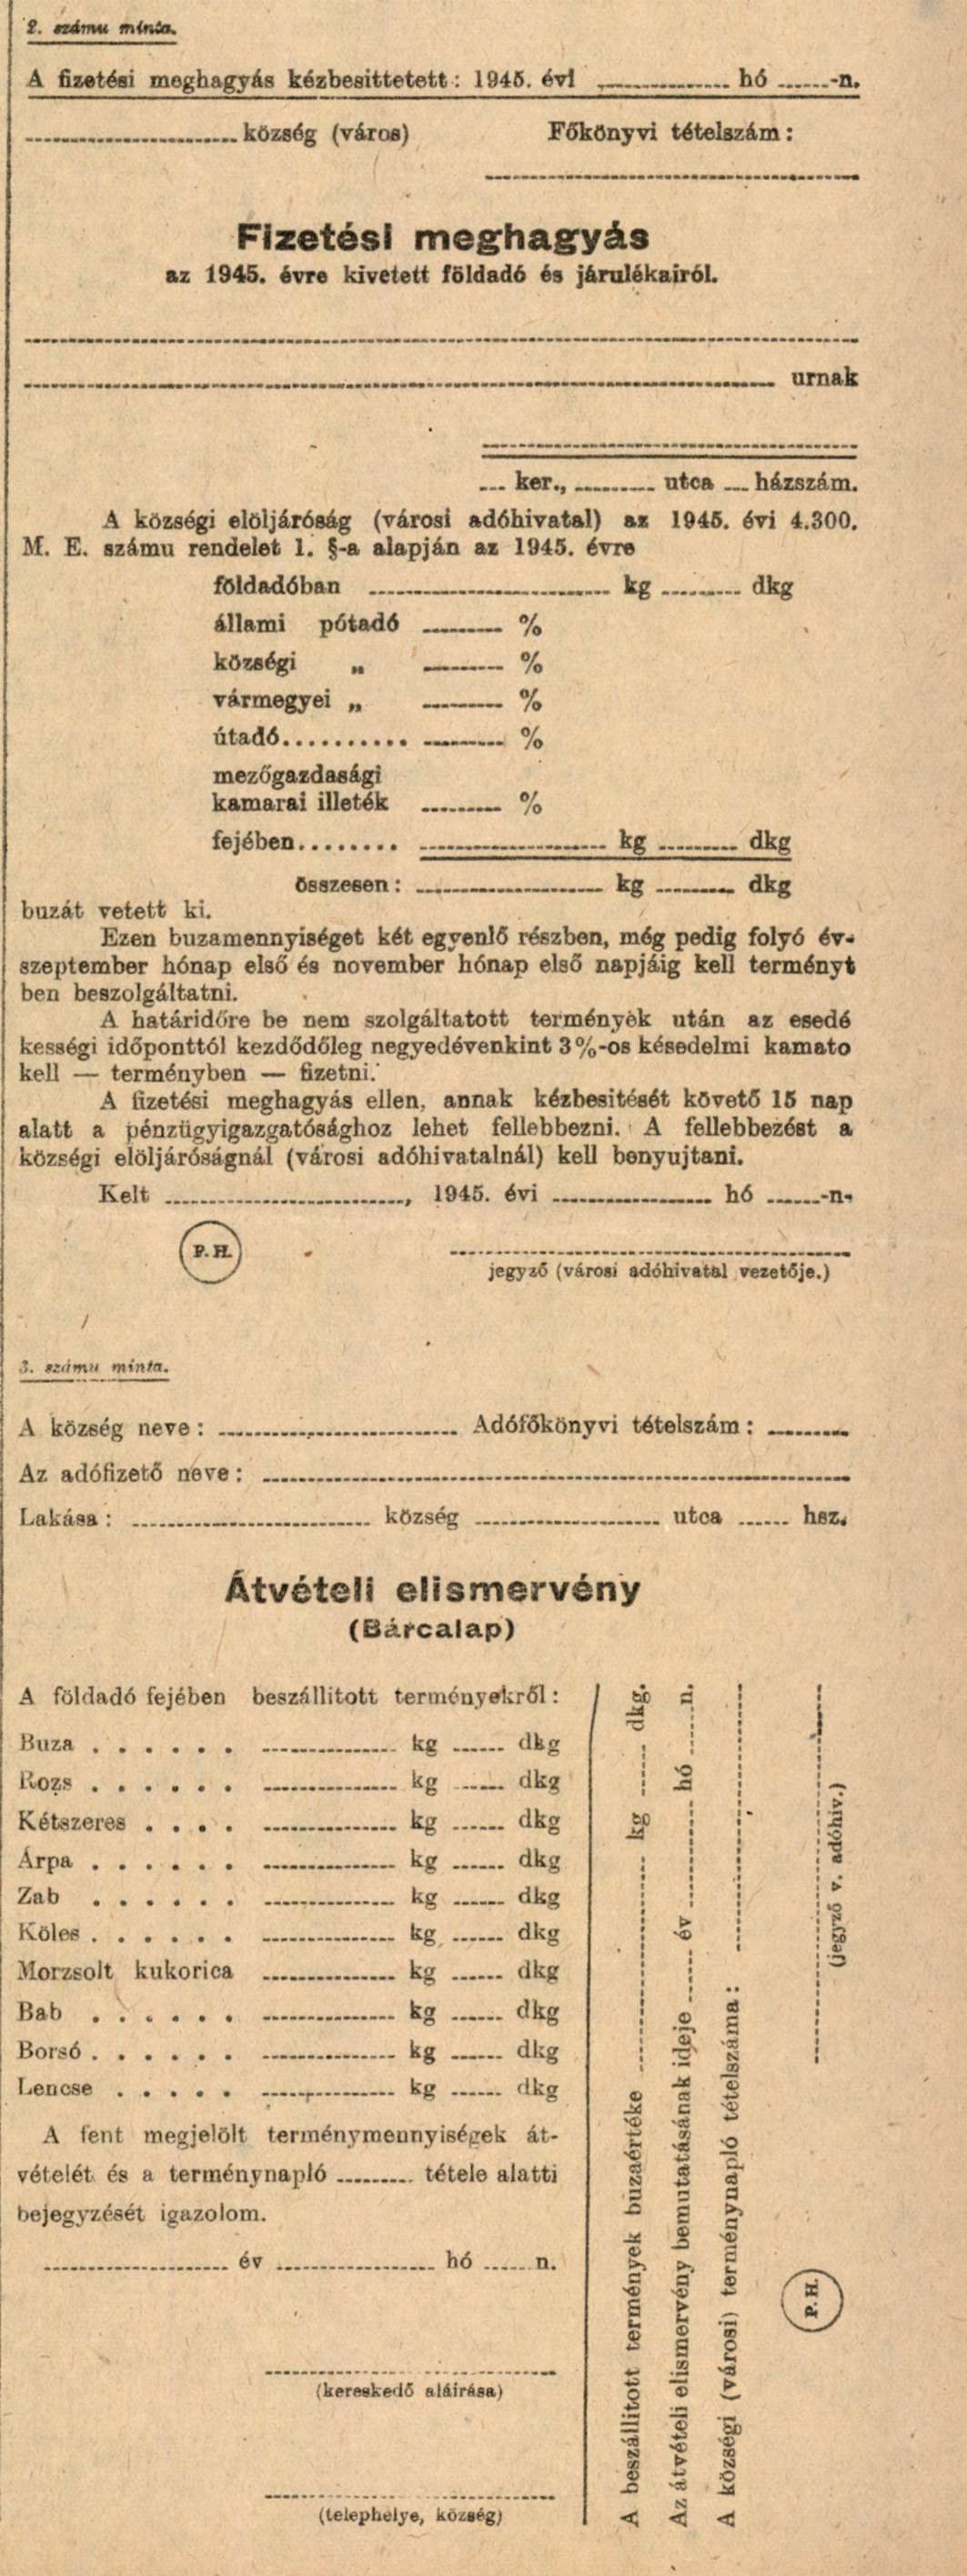 2. számu minta.
A fizetési meghagyás kézbesittetett: 1945. évi ................ hó ......-n.
........................ község (város) Főkönyvi tételszám:
Fizetési meghagyás
az 1945. évre kivetett földadó és járulékairól.
urnak
... ker., ......... utca ... házszám.
A községi elöljáróság (városi adóhivatal) az 1945. évi 4.300.
M. E. számu rendelet 1. §-a alapján az 1945. évre
földadóban ........................ kg ......... dkg
állami pótadó ......... %
községi „ ......... %
vármegyei „ ......... %
útadó.......... ......... %
mezőgazdasági
kamarai illeték ......... %
fejében........ .................... kg ......... dkg
összesen: .................... kg ......... dkg
buzát vetett ki.
Ezen buzamennyiséget két egyenlő részben, még pedig folyó év-
szeptember hónap első és november hónap első napjáig kell terményt
ben beszolgáltatni.
A határidőre be nem szolgáltatott termények után az esedé
kességi időponttól kezdődőleg negyedévenkint 3%-os késedelmi kamato
kell — terményben — fizetni.
A fizetési meghagyás ellen, annak kézbesitését követő 15 nap
alatt a pénzügyigazgatósághoz lehet fellebbezni. A fellebbezést a
községi elöljáróságnál (városi adóhivatalnál) kell benyujtani.
Kelt ........................, 1945. évi ................ hó ......-n.
P. H.
jegyző (városi adóhivatal vezetője.)
3. számu minta.
A község neve: ........................ Adófőkönyvi tételszám: .........
Az adófizető neve: ................................
Lakása: ........................ község .................... utca ...... hsz.
Átvételi elismervény
(Bárcalap)
A földadó fejében beszállitott terményekről:
Buza . . . . . . ............. kg ...... dkg
Rozs . . . . . . ............. kg ...... dkg
Kétszeres . . . . ............. kg ...... dkg
Árpa . . . . . . ............. kg ...... dkg
Zab . . . . . . ............. kg ...... dkg
Köles . . . . . . ............. kg ...... dkg
Morzsolt kukorica ............. kg ...... dkg
Bab . . . . . . ............. kg ...... dkg
Borsó . . . . . . ............. kg ...... dkg
Lencse . . . . . ............. kg ...... dkg
A fent megjelölt terménymennyiségek át-
vételét és a terménynapló ......... tétele alatti
bejegyzését igazolom.
.................... év ................ hó ...... n.
(kereskedő aláirása)
(telephelye, község)
A beszállitott termények buzaértéke .................... kg ...... dkg.
Az átvételi elismervény bemutatásának ideje ...... év ............ hó ...... n.
A községi (városi) terménynapló tételszáma: ....................
P. H.
(jegyző v. adóhiv.)